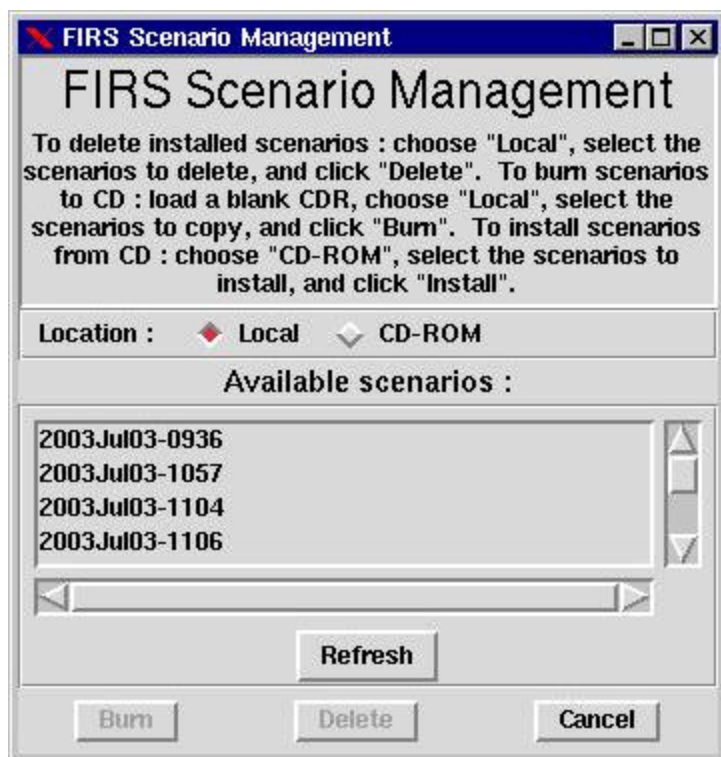 FIRS Scenario Management
FIRS Scenario Management
To delete installed scenarios : choose "Local", select the
scenarios to delete, and click "Delete".  To burn scenarios
to CD : load a blank CDR, choose "Local", select the
scenarios to copy, and click "Burn".  To install scenarios
from CD : choose "CD-ROM", select the scenarios to
install, and click "Install".
Location : Local CD-ROM
Available scenarios :
2003Jul03-0936
2003Jul03-1057
2003Jul03-1104
2003Jul03-1106
Refresh
Burn Delete Cancel